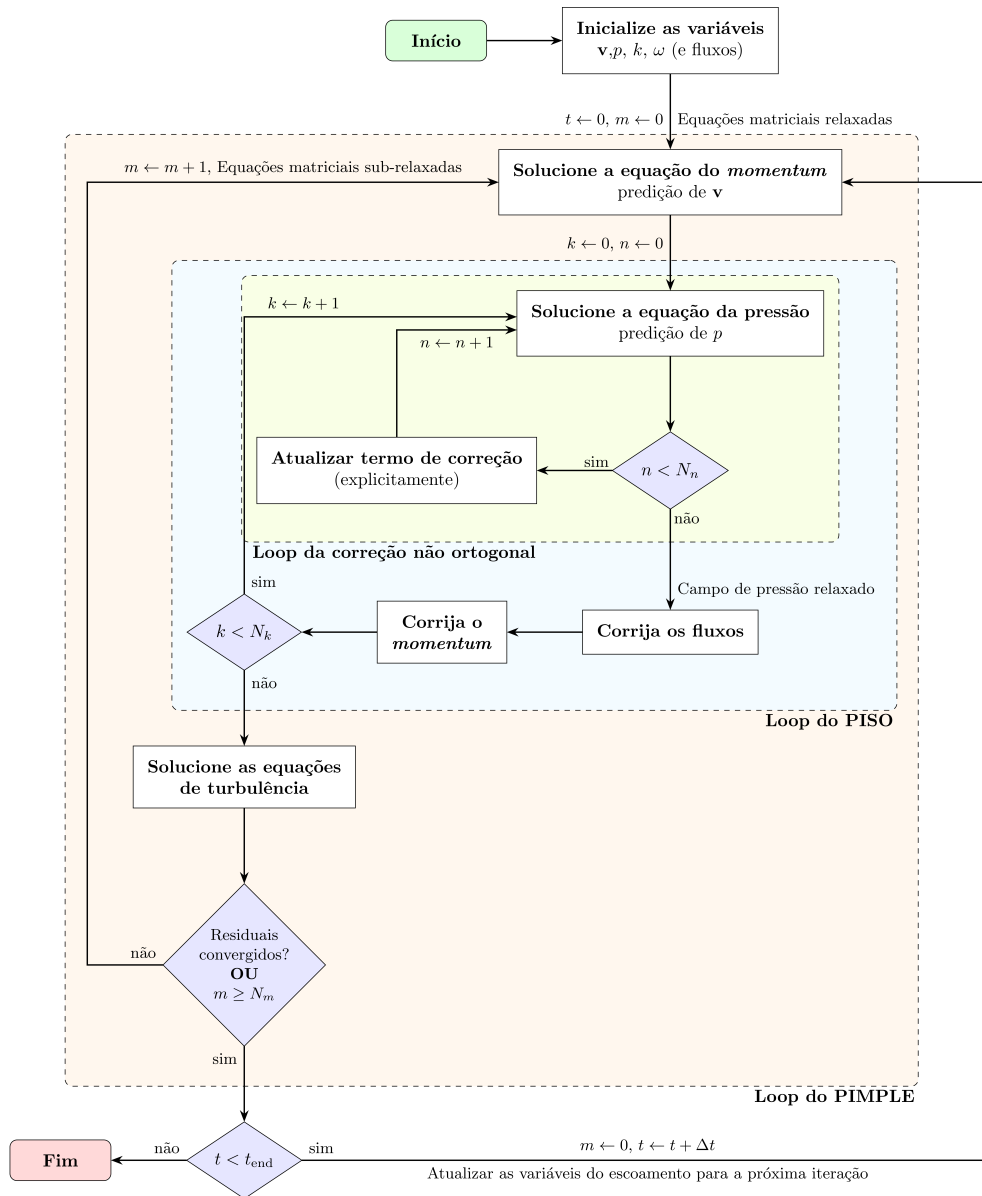 Início
Inicialize as variáveis
v,p, k, ω (e fluxos)
t ← 0, m ← 0
Equações matriciais relaxadas
m ← m + 1, Equações matriciais sub-relaxadas
Solucione a equação do momentum
predição de v
k ← 0, n ← 0
k ← k + 1
Solucione a equação da pressão
predição de p
n ← n + 1
Atualizar termo de correção
(explicitamente)
sim
n < Nₙ
não
Loop da correção não ortogonal
sim
Campo de pressão relaxado
k < Nₖ
Corrija o
momentum
Corrija os fluxos
não
Loop do PISO
Solucione as equações
de turbulência
Residuais
convergidos?
OU
m ≥ Nₘ
não
sim
Loop do PIMPLE
Fim
não
t < t_end
sim
m ← 0, t ← t + Δt
Atualizar as variáveis do escoamento para a próxima iteração